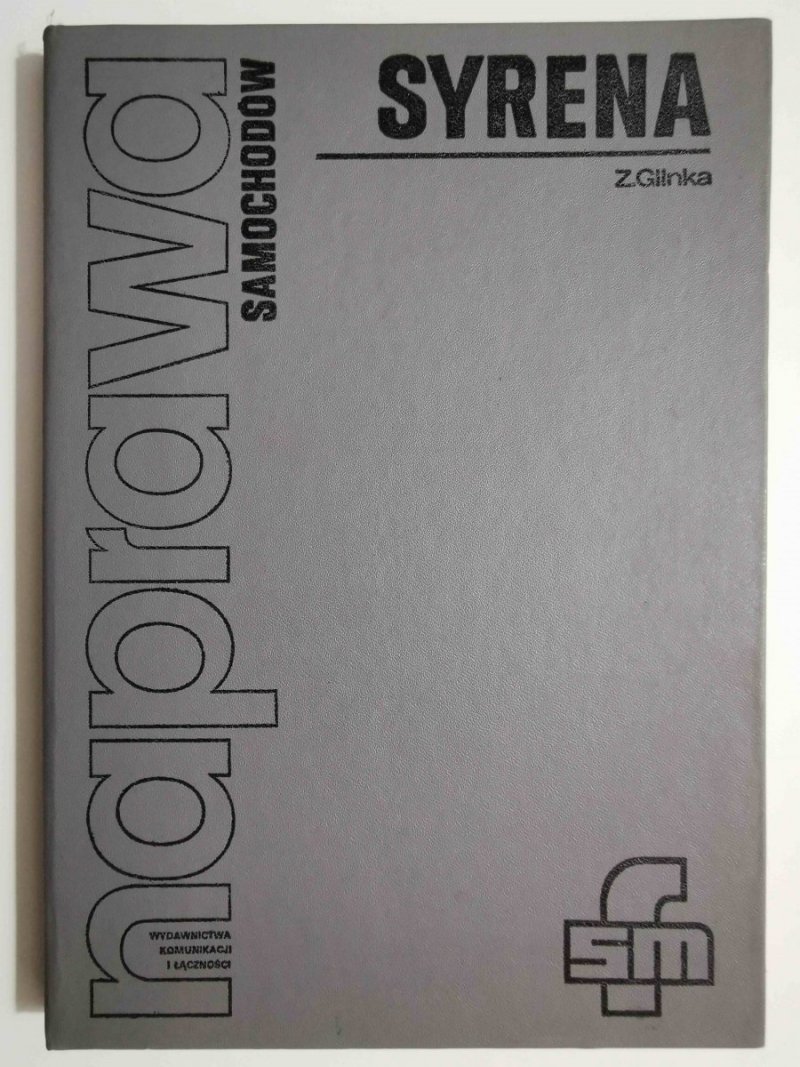 SYRENA
Z.Glinka
naprawa
SAMOCHODÓW
WYDAWNICTWA
KOMUNIKACJI
I ŁĄCZNOŚCI
sm